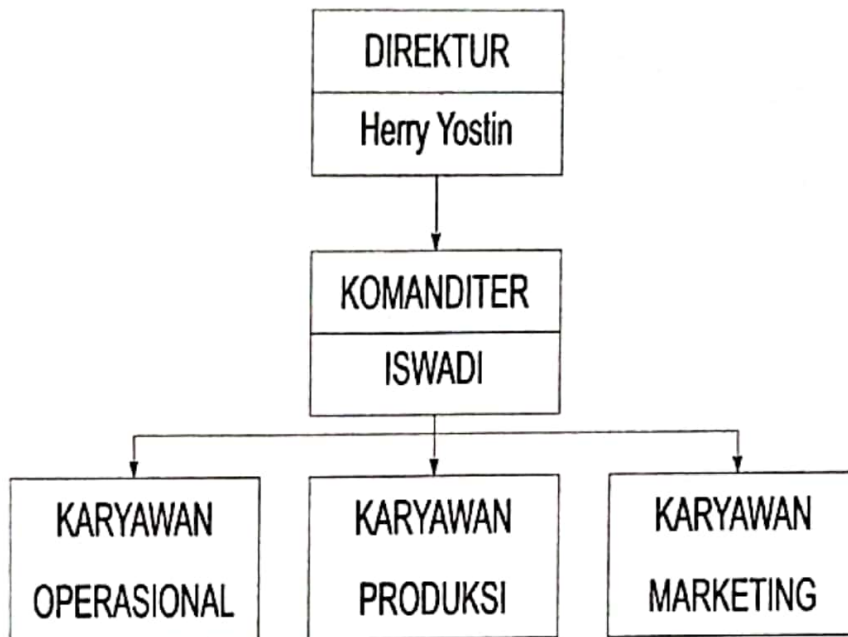 DIREKTUR
Herry Yostin
KOMANDITER
ISWADI
KARYAWAN
OPERASIONAL
KARYAWAN
PRODUKSI
KARYAWAN
MARKETING